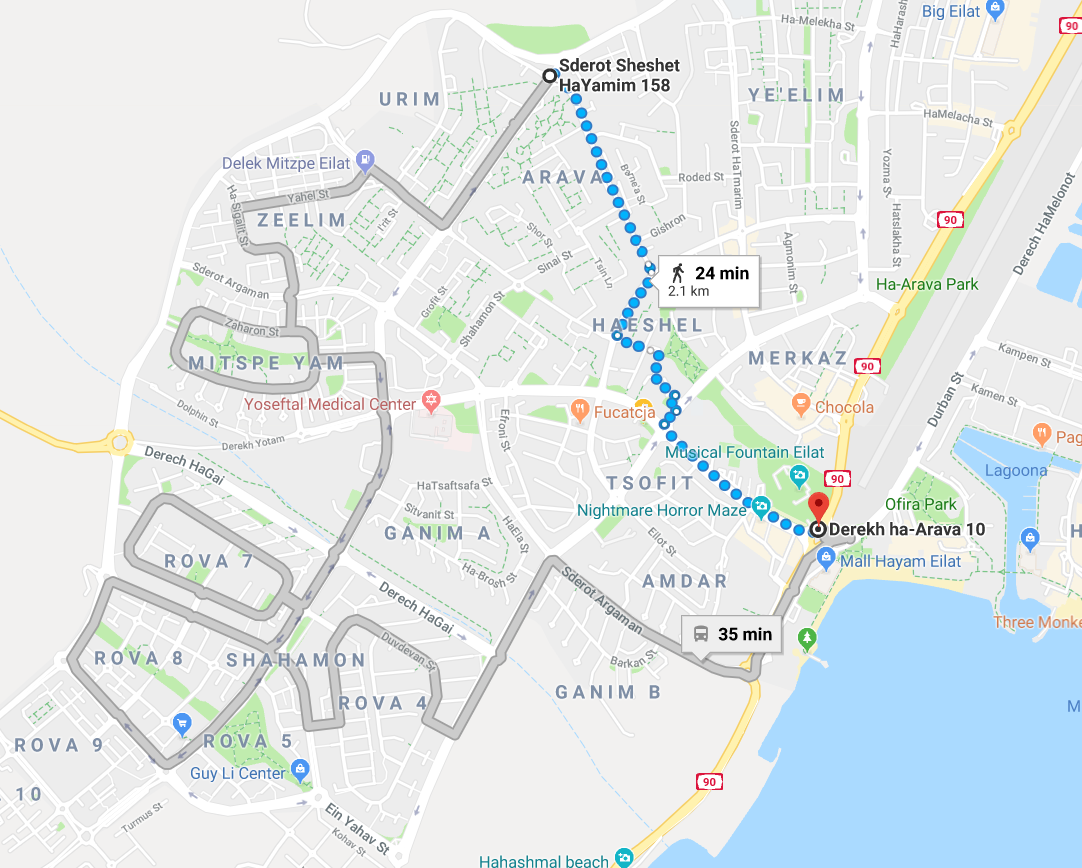 Ha-Melekha St
Big Eilat
90
HaHarash
Sderot Sheshet
HaYamim 158
URIM
YE'ELIM
HaMelacha St
Delek Mitzpe Eilat
Sderot HaTmarim
Yozma St
Barne'a St
Roded St
ARAVA
Derech HaMelonot
Yahel St
Ha-Sigalit St
ZEELIM
I'rit St
Gishron
90
Hatslakha St
Shor St
Agmonim St
Sinai St
Tsin Ln
24 min
2.1 km
Sderot Argaman
Ha-Arava Park
Grofit St
Shahamon St
Zaharon St
HAESHEL
MITSPE YAM
MERKAZ
90
Kampen St
Kamen St
Durban St
Yoseftal Medical Center
Dolphin St
Fucatcja
Chocola
Efroni St
Derekh Yotam
Pag
Derech HaGai
Musical Fountain Eilat
Lagoona
90
HaTsaftsafa St
TSOFIT
Sitvanit St
Nightmare Horror Maze
Ofira Park
GANIM A
HaEla St
Derekh ha-Arava 10
Eilot St
H
ROVA 7
Mall Hayam Eilat
Ha-Brosh St
AMDAR
Sderot Argaman
Derech HaGai
Three Monke
35 min
Duvdevan St
ROVA 8
SHAHAMON
Barkan St
GANIM B
ROVA 4
M
ROVA 9
ROVA 5
Guy Li Center
90
10
Turmus St
Ein Yahav St
Kohav St
Hahashmal beach